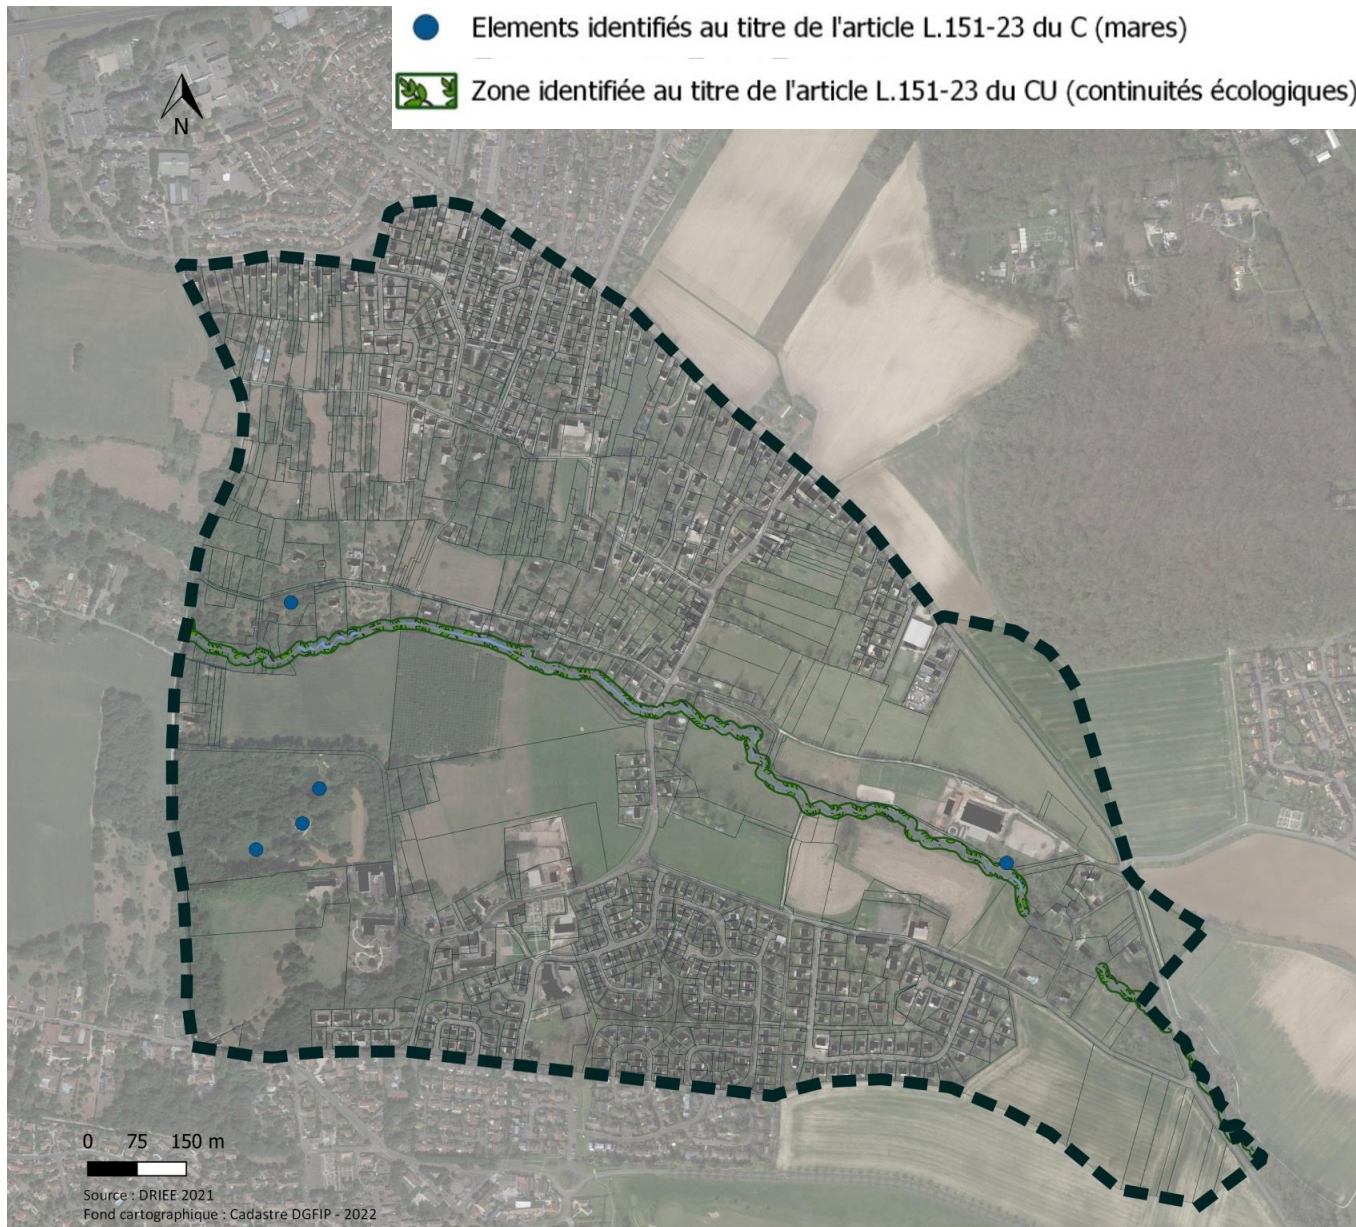 Elements identifiés au titre de l'article L.151-23 du C (mares)
Zone identifiée au titre de l'article L.151-23 du CU (continuités écologiques)
N
0 75 150 m
Source : DRIEE 2021
Fond cartographique : Cadastre DGFIP - 2022